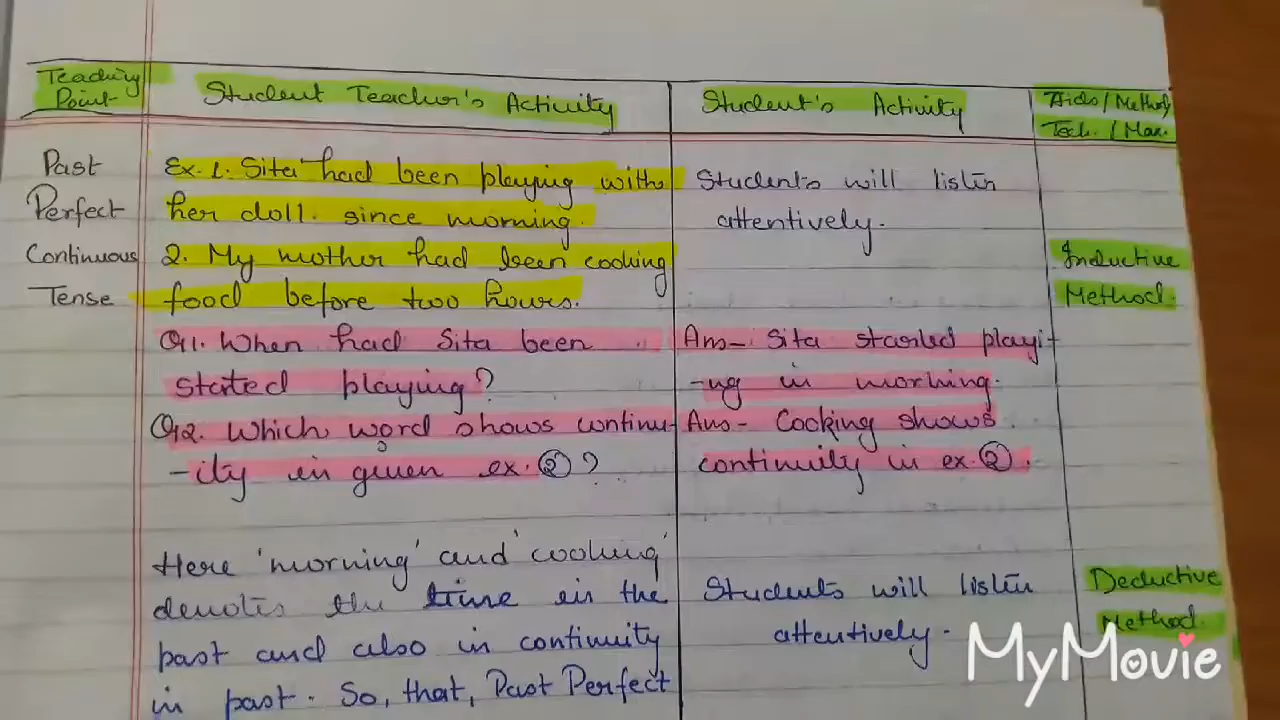 Teaching Point
Student Teacher's Activity
Student's Activity
Aids/Method/
Tech./Max.
Past
Perfect
Continuous
Tense
Ex. 1. Sita had been playing with
her doll. since morning.
2. My mother had been cooking
food before two hours.
Q1. When had Sita been
started playing?
Q2. Which word shows continu-
-ity in given ex. ② ?
Here 'morning' and 'cooking'
denotes the time in the
past and also in continuity
in past. So, that, Past Perfect
Students will listen
attentively.
Ans- Sita started playi-
-ng in morning.
Ans- Cooking shows
continuity in ex. ②.
Students will listen
attentively.
Inductive
Method.
Deductive
Method.
MyMovie